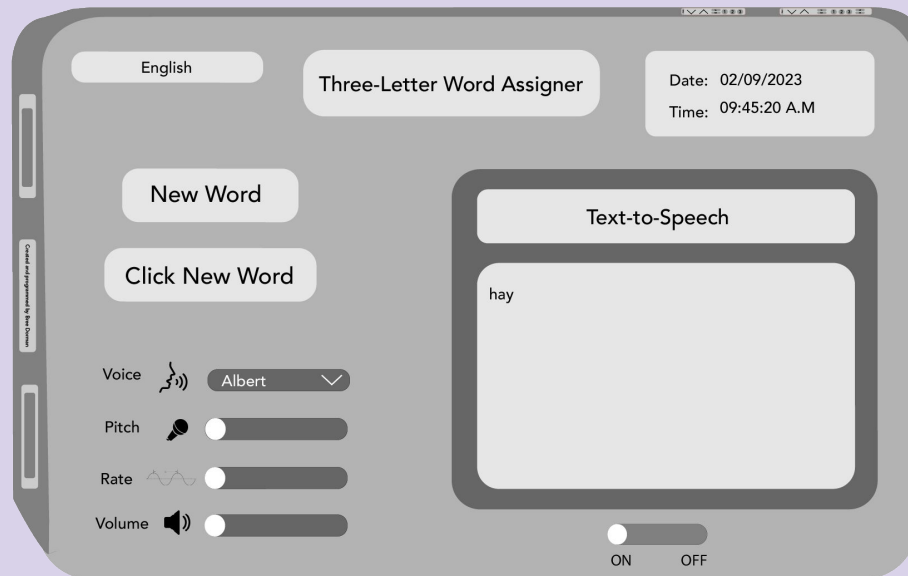 English
Three-Letter Word Assigner
Date: 02/09/2023
Time: 09:45:20 A.M
New Word
Click New Word
Text-to-Speech
hay
Created and programmed by Bree Dorman
Voice
Albert
Pitch
Rate
Volume
ON OFF